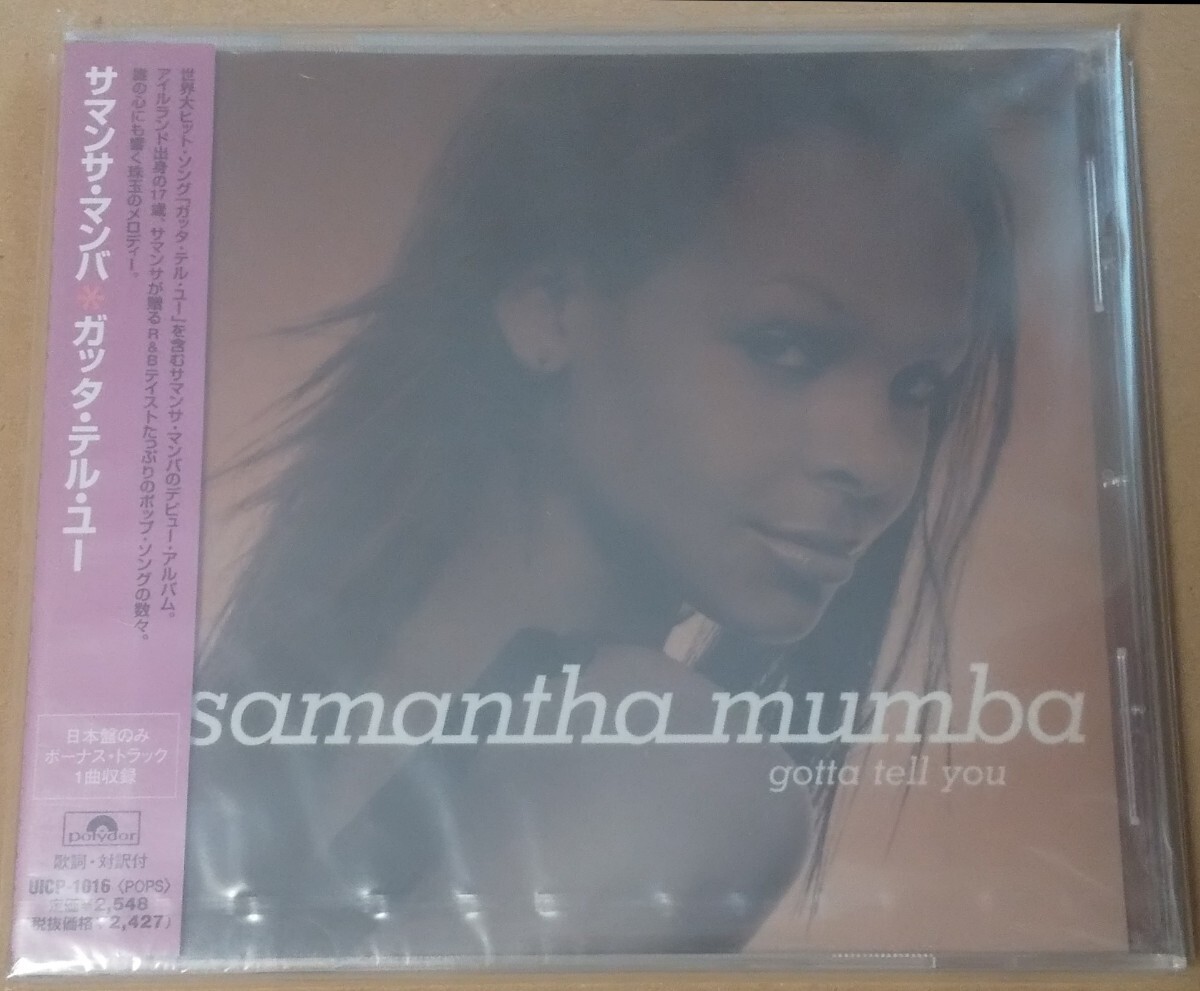 サマンサ・マンバ＊ガッタ・テル・ユー
世界大ヒット・ソング「ガッタ・テル・ユー」を含むサマンサ・マンバのデビュー・アルバム。
アイルランド出身の17歳、サマンサが贈るR&Bテイストたっぷりのポップ・ソングの数々。
誰の心にも響く珠玉のメロディー。
日本盤のみ
ボーナス・トラック
1曲収録
polydor
歌詞・対訳付
UICP-1016〈POPS〉
定価¥2,548
(税抜価格¥2,427)
samantha mumba
gotta tell you